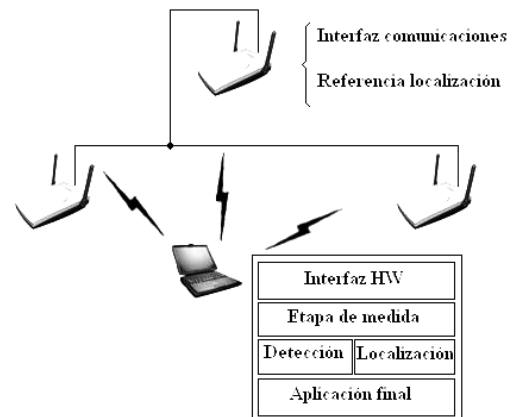 Interfaz comunicaciones
Referencia localización
Interfaz HW
Etapa de medida
Detección Localización
Aplicación final